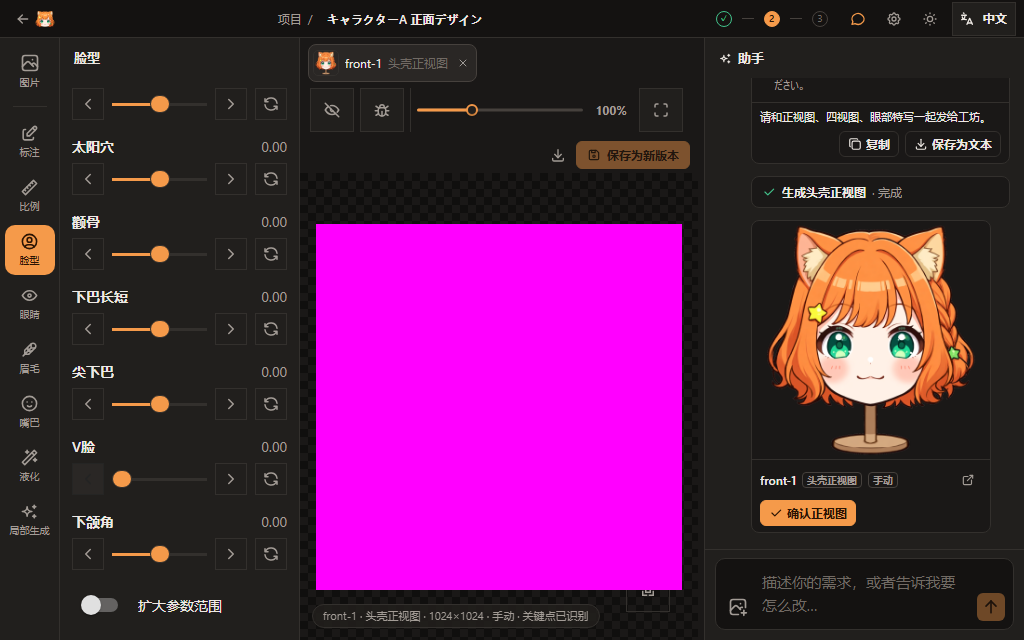 项目 / キャラクターA 正面デザイン
2
3
中文
图片
标注
比例
脸型
眼睛
眉毛
嘴巴
液化
局部生成
脸型
太阳穴 0.00
颧骨 0.00
下巴长短 0.00
尖下巴 0.00
V脸 0.00
下颌角 0.00
扩大参数范围
front-1 头壳正视图
100%
保存为新版本
front-1 · 头壳正视图 · 1024×1024 · 手动 · 关键点已识别
助手
ださい。
请和正视图、四视图、眼部特写一起发给工坊。
复制
保存为文本
生成头壳正视图 · 完成
front-1 头壳正视图 手动
确认正视图
描述你的需求，或者告诉我要
怎么改...